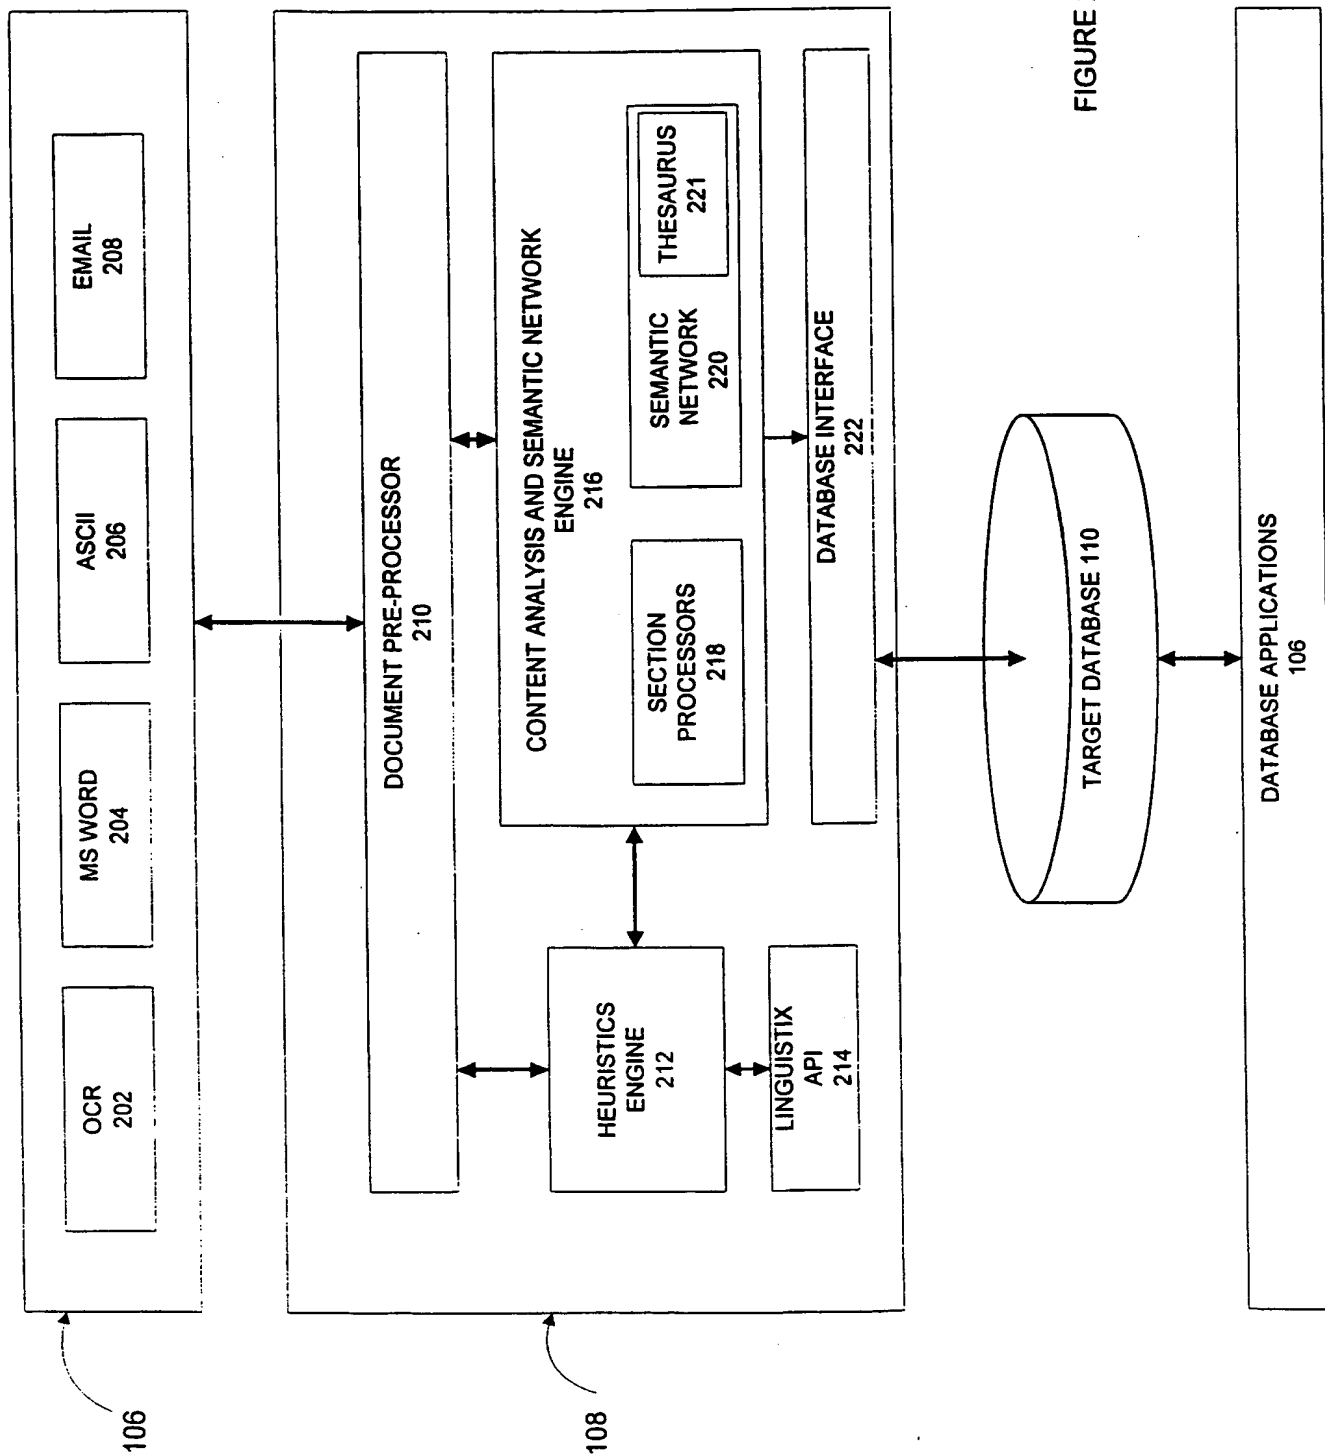 106
OCR
202
MS WORD
204
ASCII
206
EMAIL
208
108
DOCUMENT PRE-PROCESSOR
210
HEURISTICS
ENGINE
212
LINGUISTIX
API
214
CONTENT ANALYSIS AND SEMANTIC NETWORK
ENGINE
216
SECTION
PROCESSORS
218
SEMANTIC
NETWORK
220
THESAURUS
221
DATABASE INTERFACE
222
TARGET DATABASE 110
DATABASE APPLICATIONS
106
FIGURE